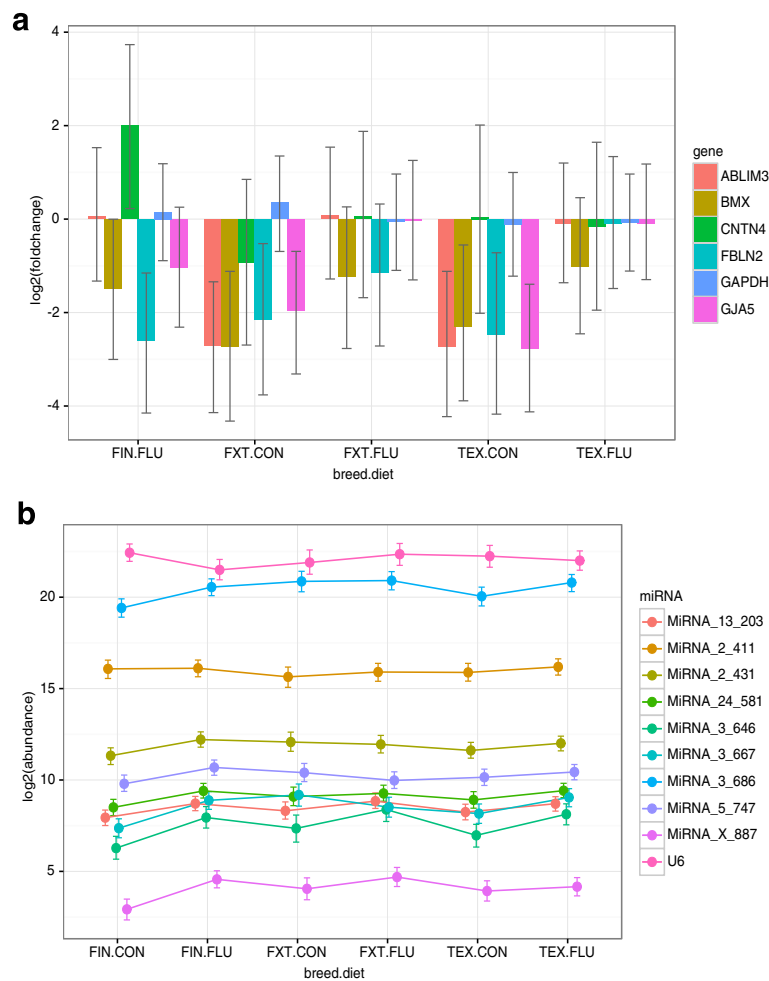 a
4
2
0
-2
-4
log2(foldchange)
FIN.FLU FXT.CON FXT.FLU TEX.CON TEX.FLU
breed.diet
gene
ABLIM3
BMX
CNTN4
FBLN2
GAPDH
GJA5
b
20
15
10
5
log2(abundance)
FIN.CON FIN.FLU FXT.CON FXT.FLU TEX.CON TEX.FLU
breed.diet
miRNA
MiRNA_13_203
MiRNA_2_411
MiRNA_2_431
MiRNA_24_581
MiRNA_3_646
MiRNA_3_667
MiRNA_3_686
MiRNA_5_747
MiRNA_X_887
U6